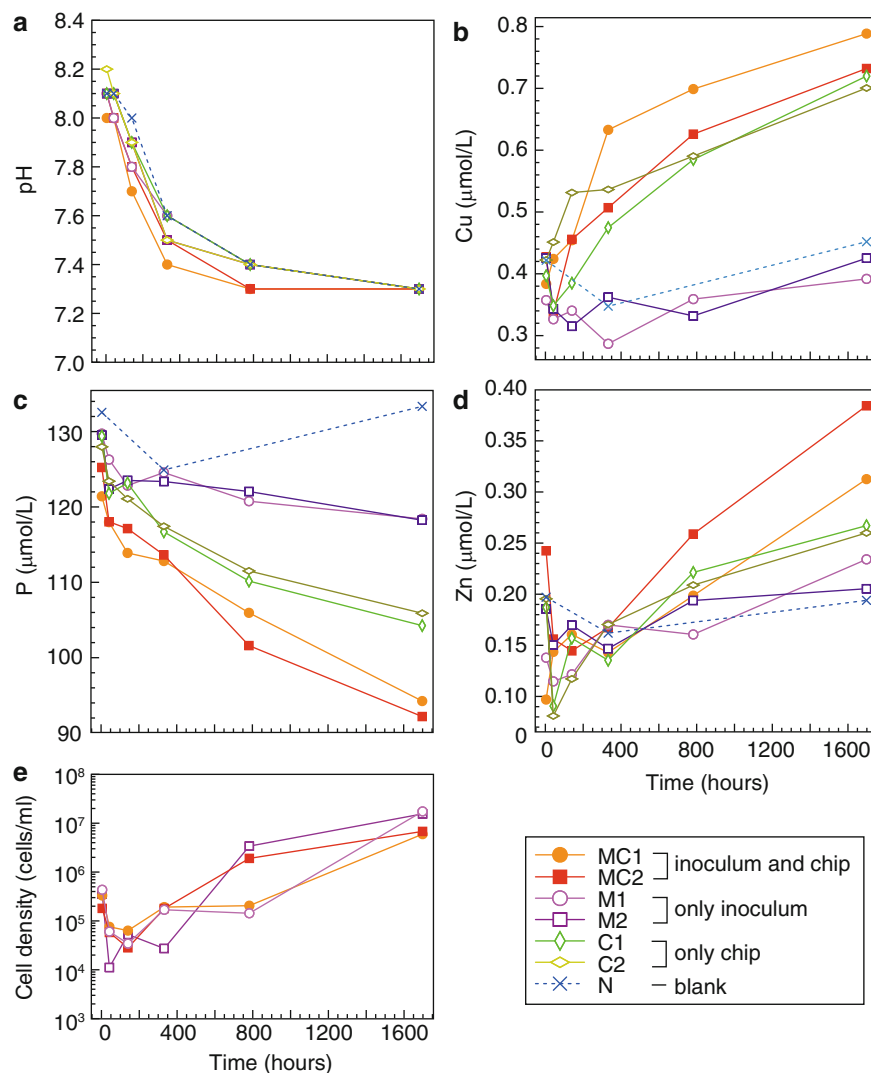 a
8.4
8.2
8.0
7.8
7.6
7.4
7.2
7.0
pH
b
0.8
0.7
0.6
0.5
0.4
0.3
Cu (μmol/L)
c
130
120
110
100
90
P (μmol/L)
d
0.40
0.35
0.30
0.25
0.20
0.15
0.10
0
Zn (μmol/L)
0 400 800 1200 1600
Time (hours)
e
10⁸
10⁷
10⁶
10⁵
10⁴
10³
Cell density (cells/ml)
0 400 800 1200 1600
Time (hours)
MC1
MC2
inoculum and chip
M1
M2
only inoculum
C1
C2
only chip
N
blank